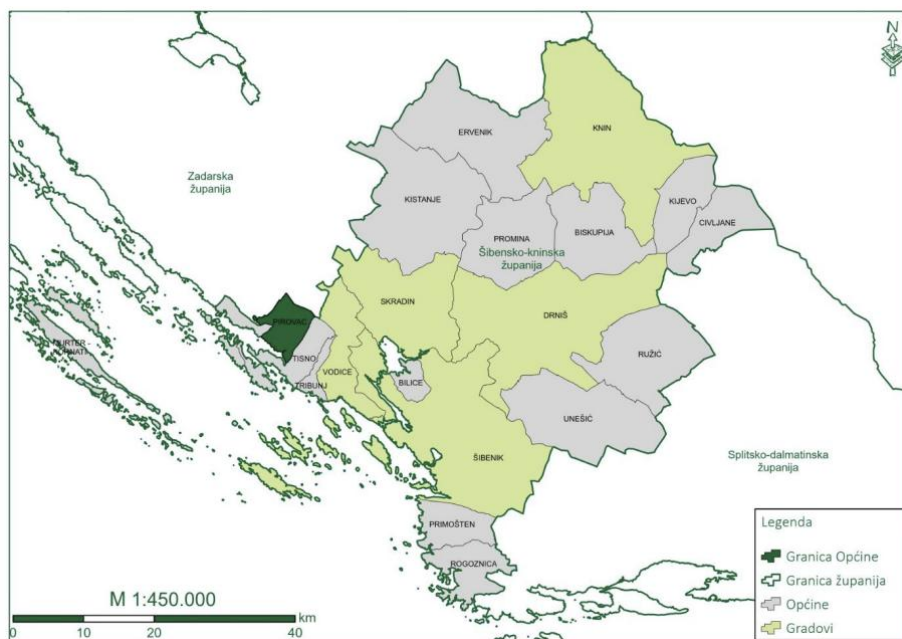 N
KNIN
ERVENIK
Zadarska
županija
KISTANJE
KIJEVO
CIVLJANE
PROMINA
BISKUPIJA
Šibensko-kninska
županija
SKRADIN
PIROVAC
DRNIŠ
TISNO
RUŽIĆ
VODICE
BILICE
TRIBUNJ
UNEŠIĆ
ŠIBENIK
Splitsko-dalmatinska
županija
PRIMOŠTEN
ROGOZNICA
Legenda
Granica Općine
Granica županija
Općine
Gradovi
M 1:450.000
km
0 10 20 40